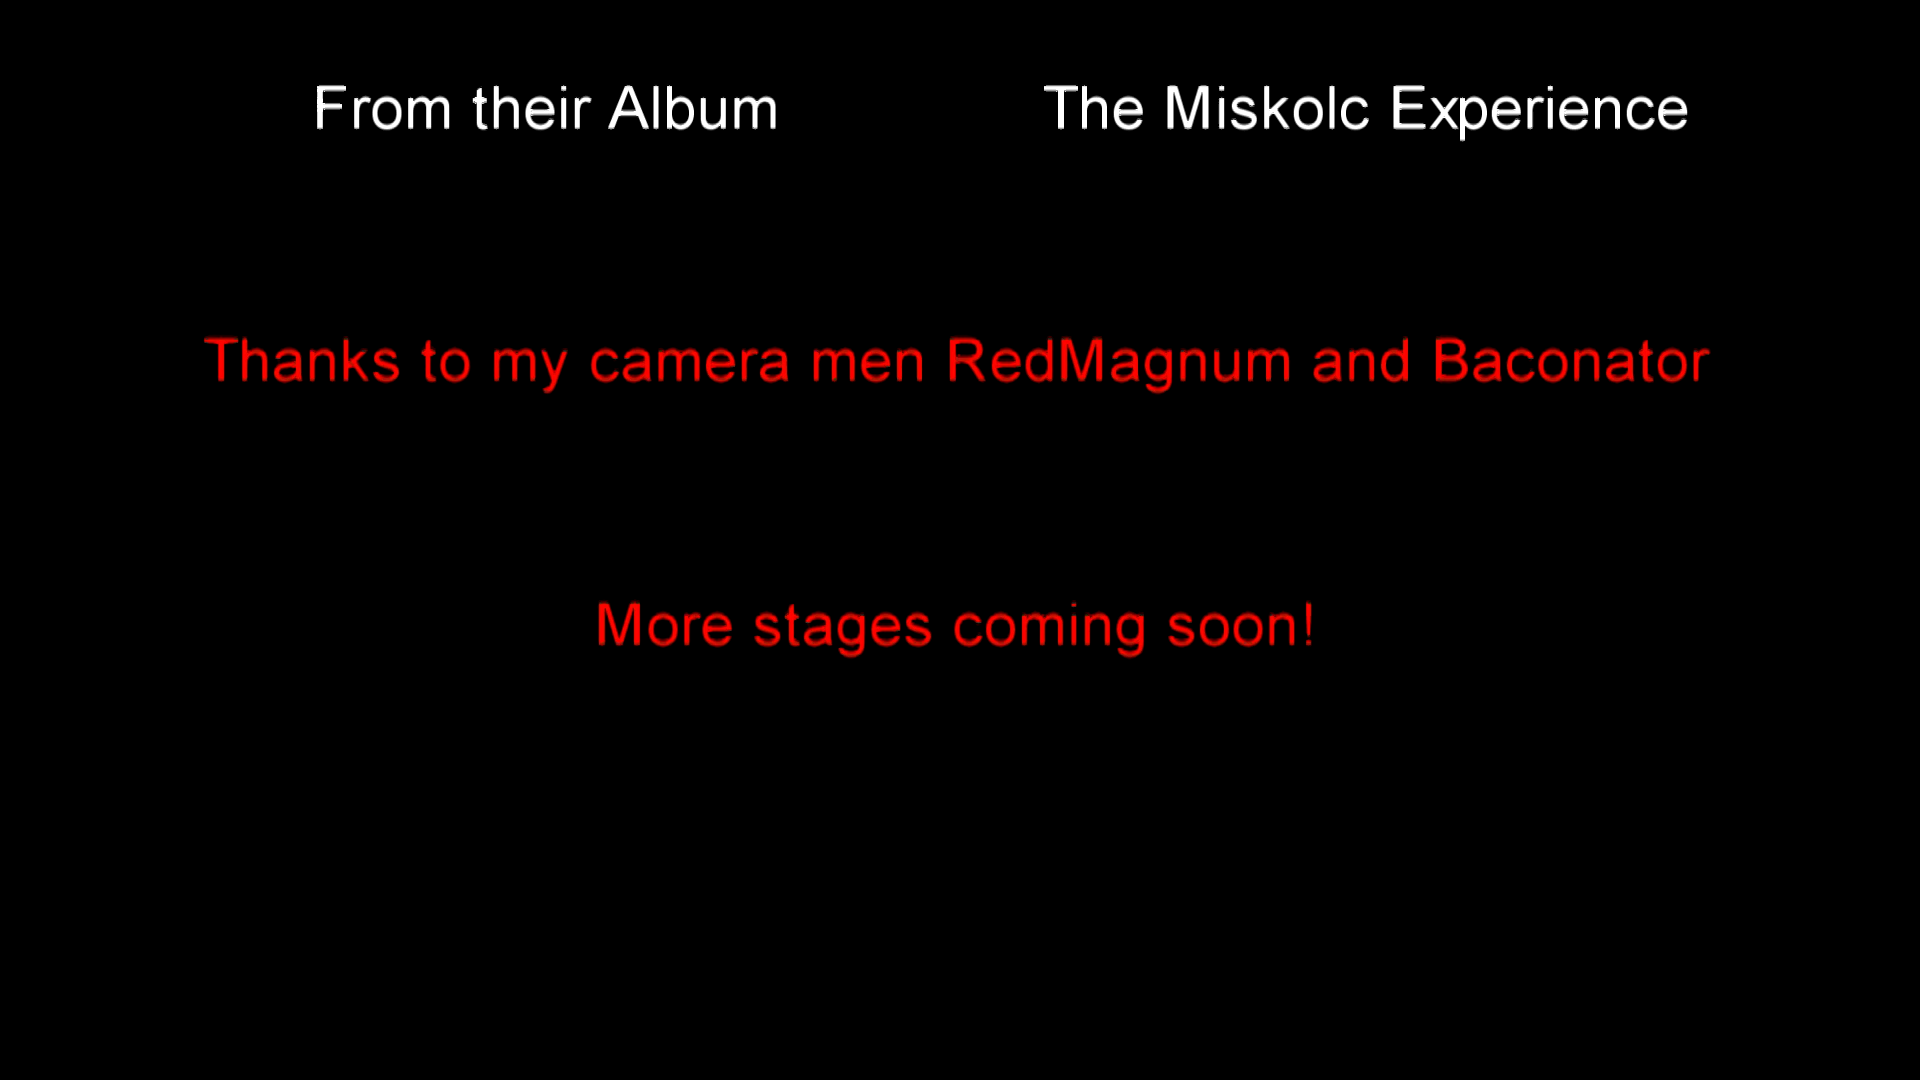 From their Album The Miskolc Experience
Thanks to my camera men RedMagnum and Baconator
More stages coming soon!